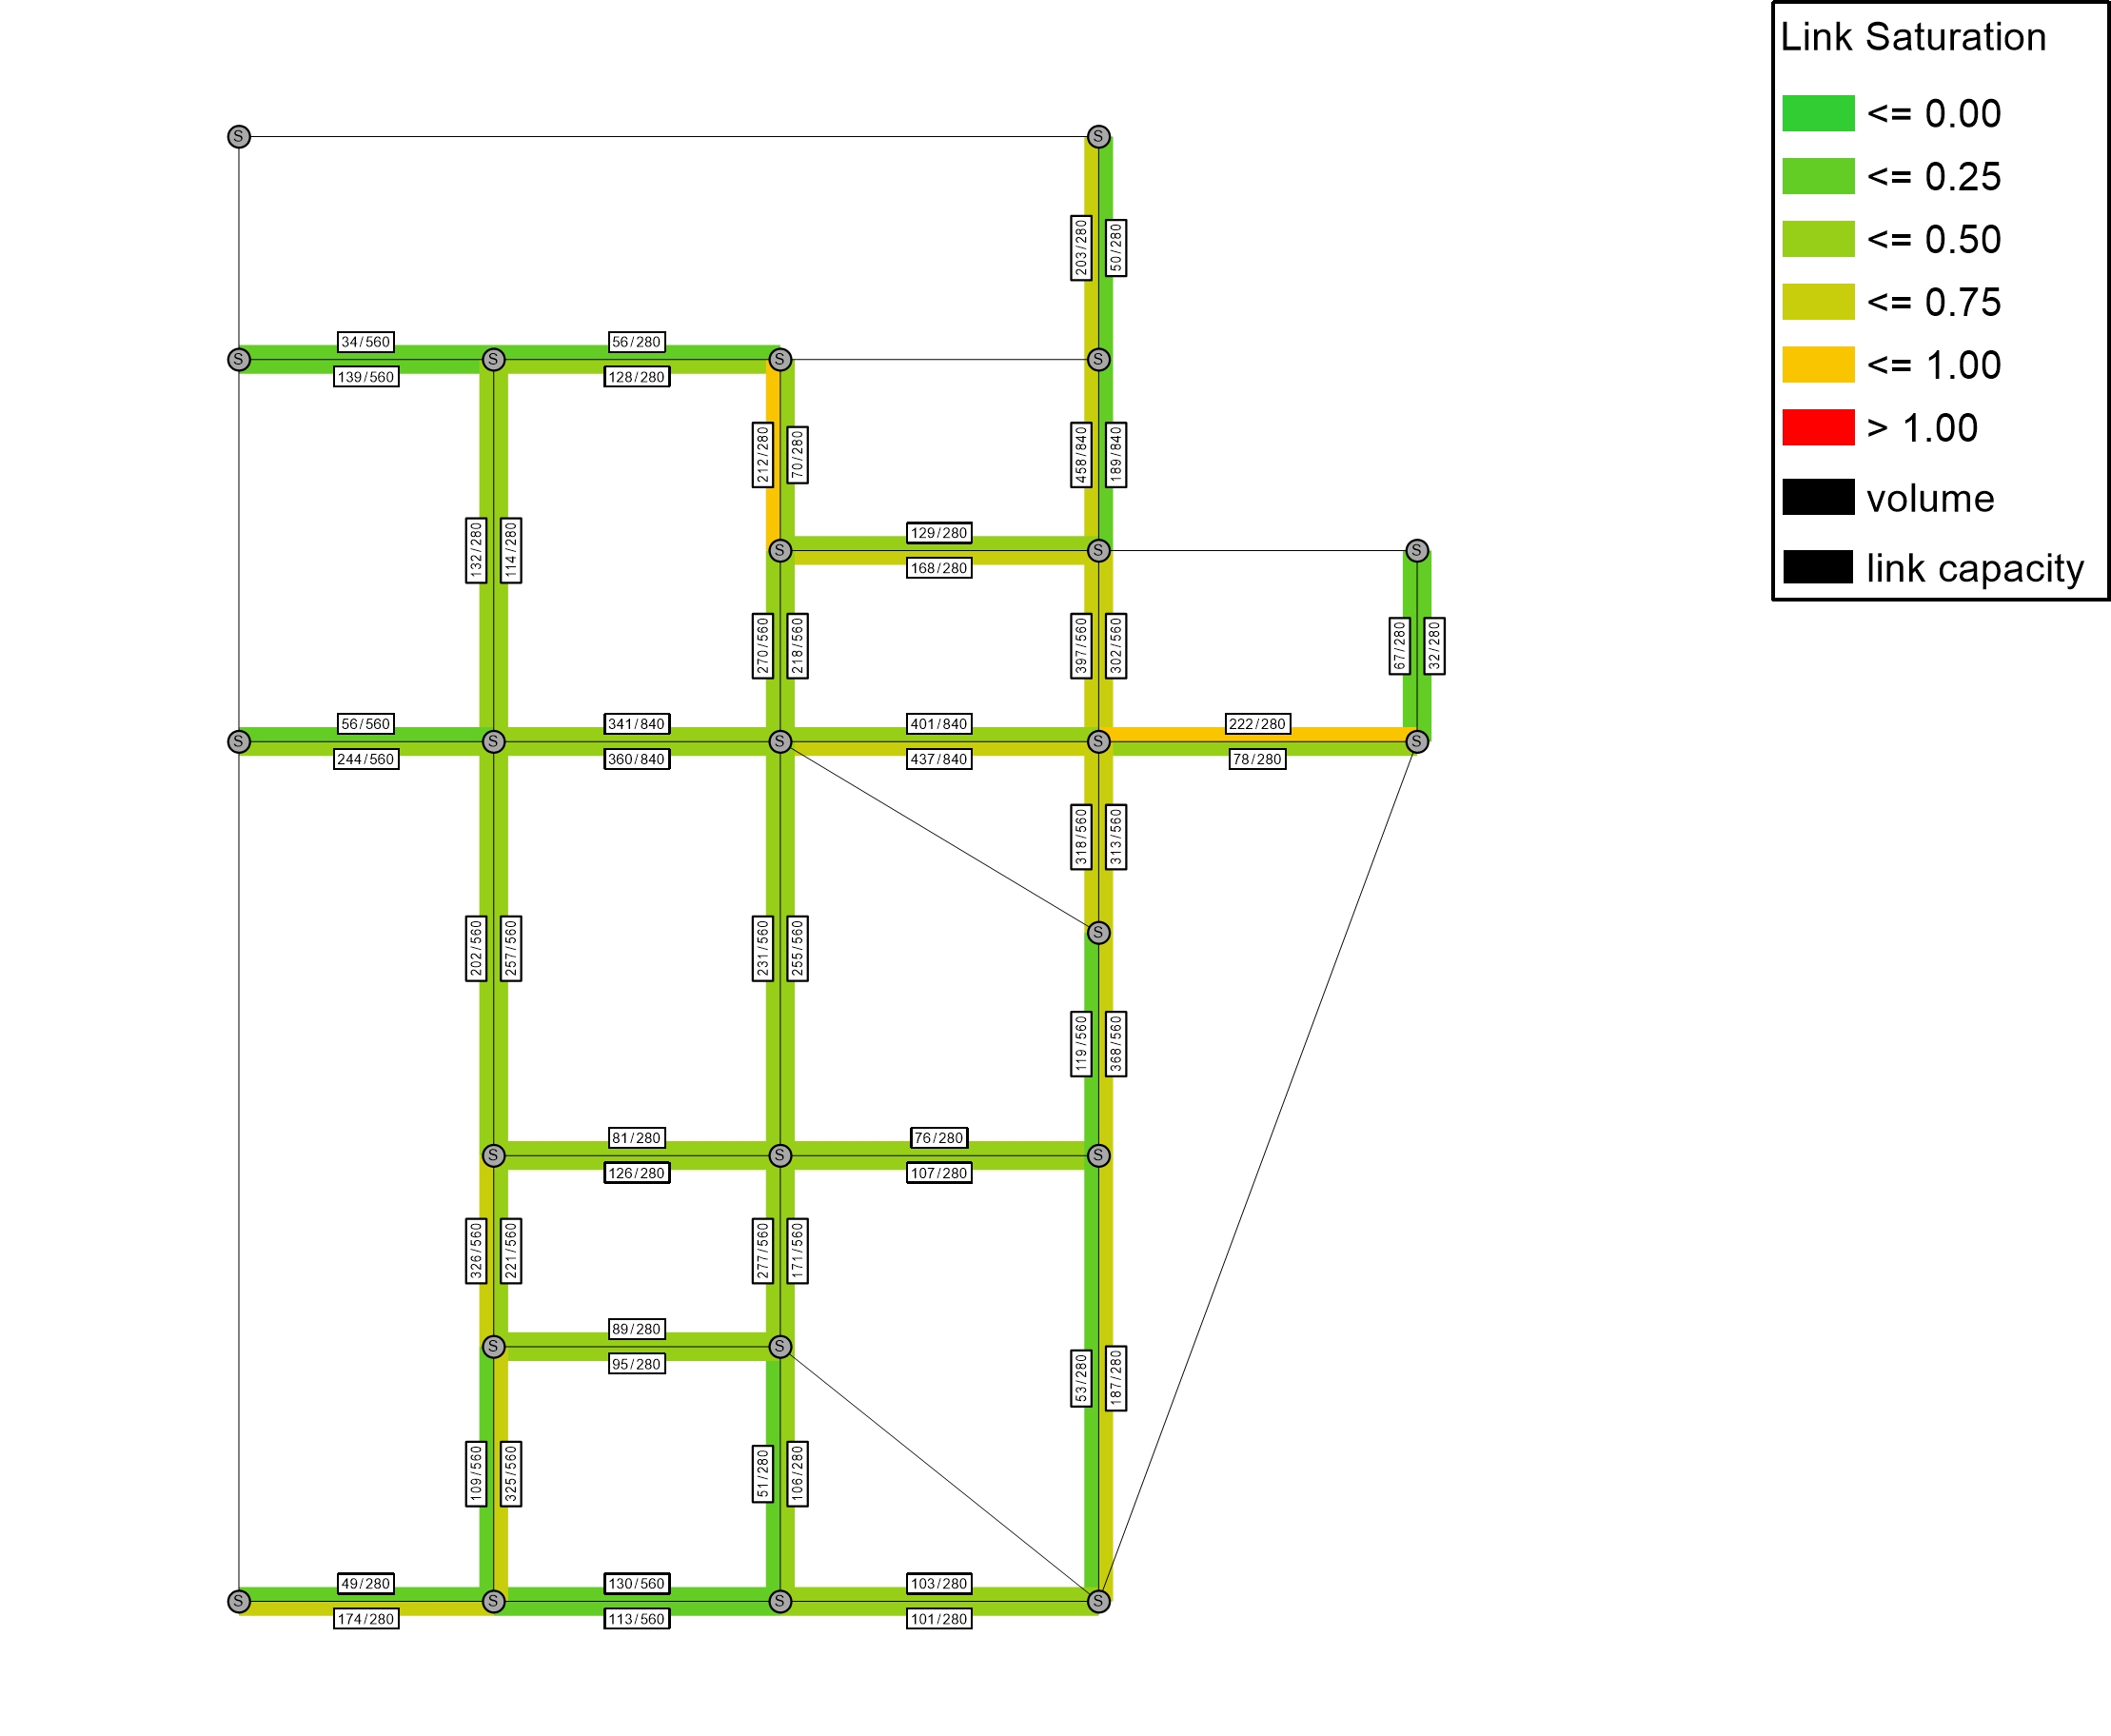 Link Saturation
<= 0.00
<= 0.25
<= 0.50
<= 0.75
<= 1.00
> 1.00
volume
link capacity
S
S
203/280
50/280
34/560
56/280
S
S
S
S
139/560
128/280
212/280
70/280
458/840
189/840
132/280
114/280
129/280
S
S
S
168/280
270/560
218/560
397/560
302/560
67/280
32/280
56/560
341/840
401/840
222/280
S
S
S
S
S
244/560
360/840
437/840
78/280
318/560
313/560
S
202/560
257/560
231/560
255/560
119/560
368/560
81/280
76/280
S
S
S
126/280
107/280
326/560
221/560
277/560
171/560
89/280
S
S
95/280
53/280
187/280
109/560
325/560
51/280
106/280
49/280
130/560
103/280
S
S
S
S
174/280
113/560
101/280